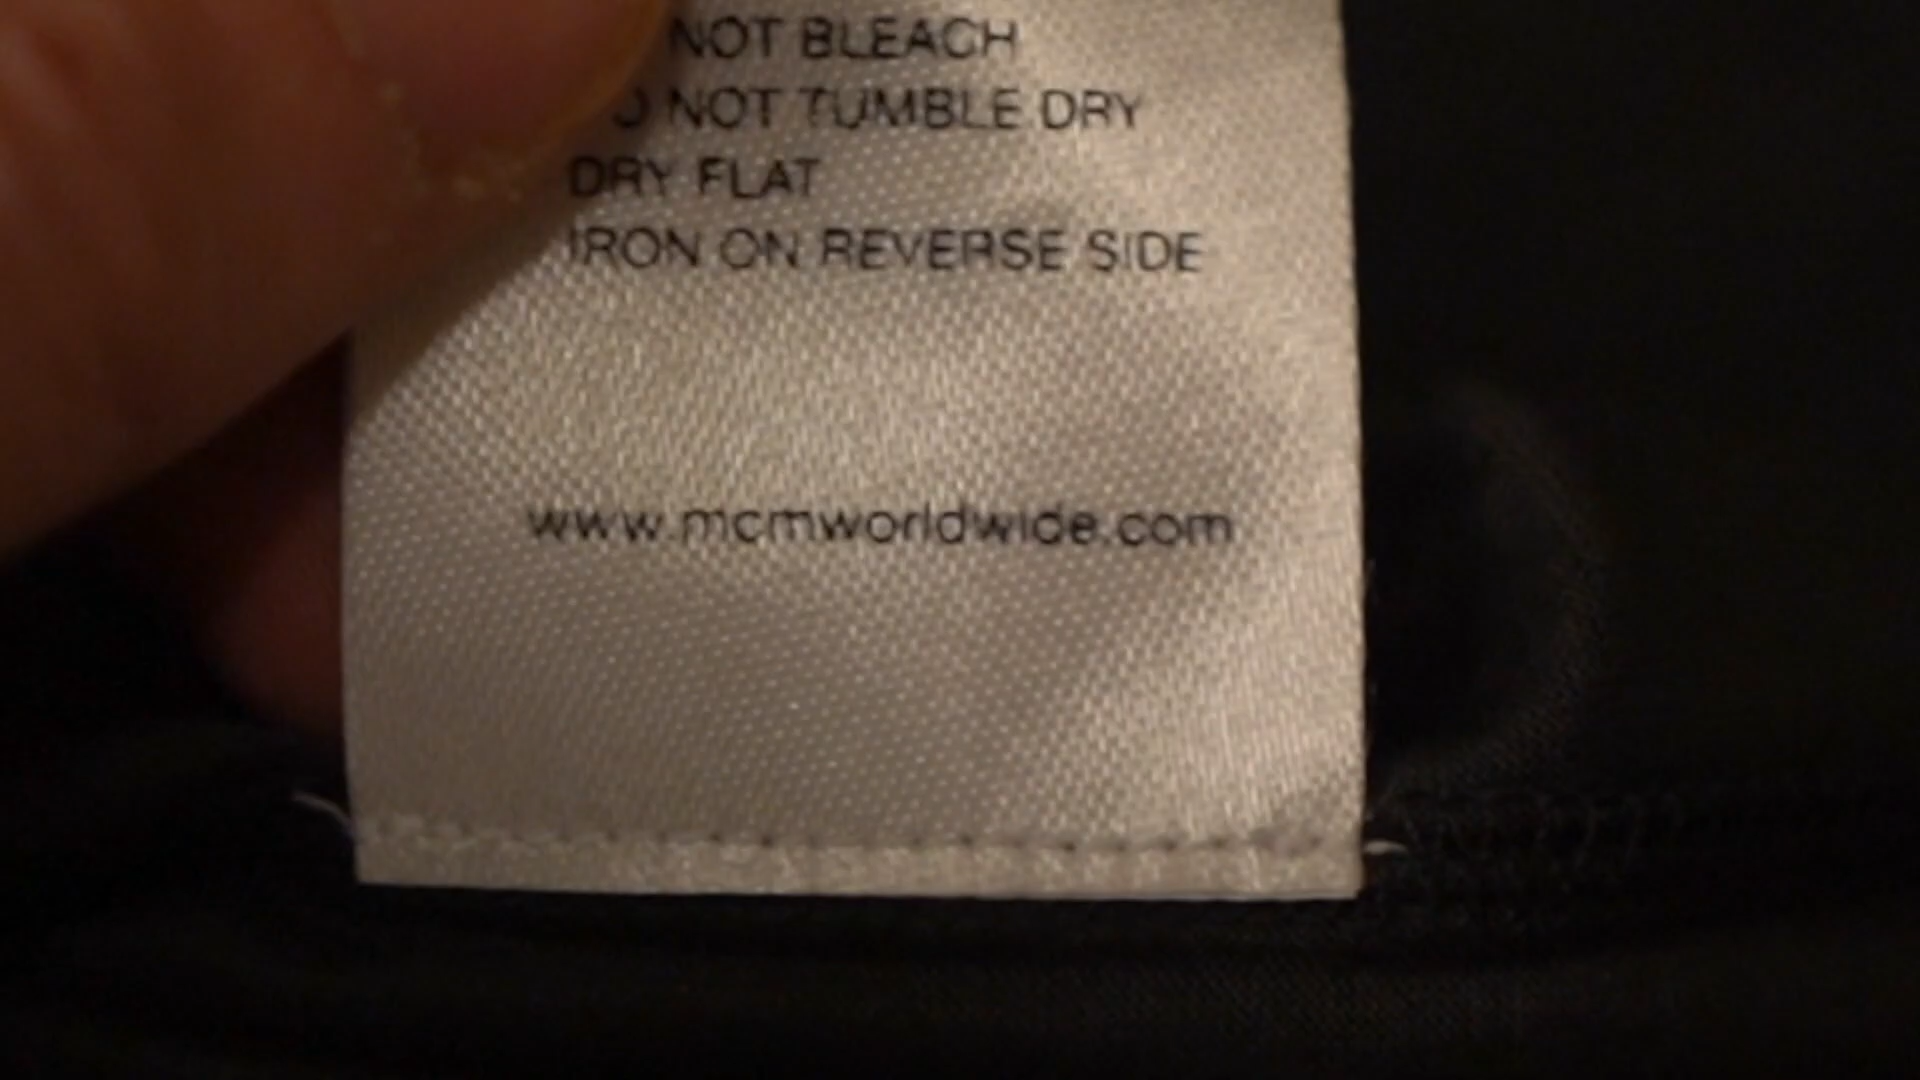 NOT BLEACH
NOT TUMBLE DRY
DRY FLAT
IRON ON REVERSE SIDE
www.mcmworldwide.com